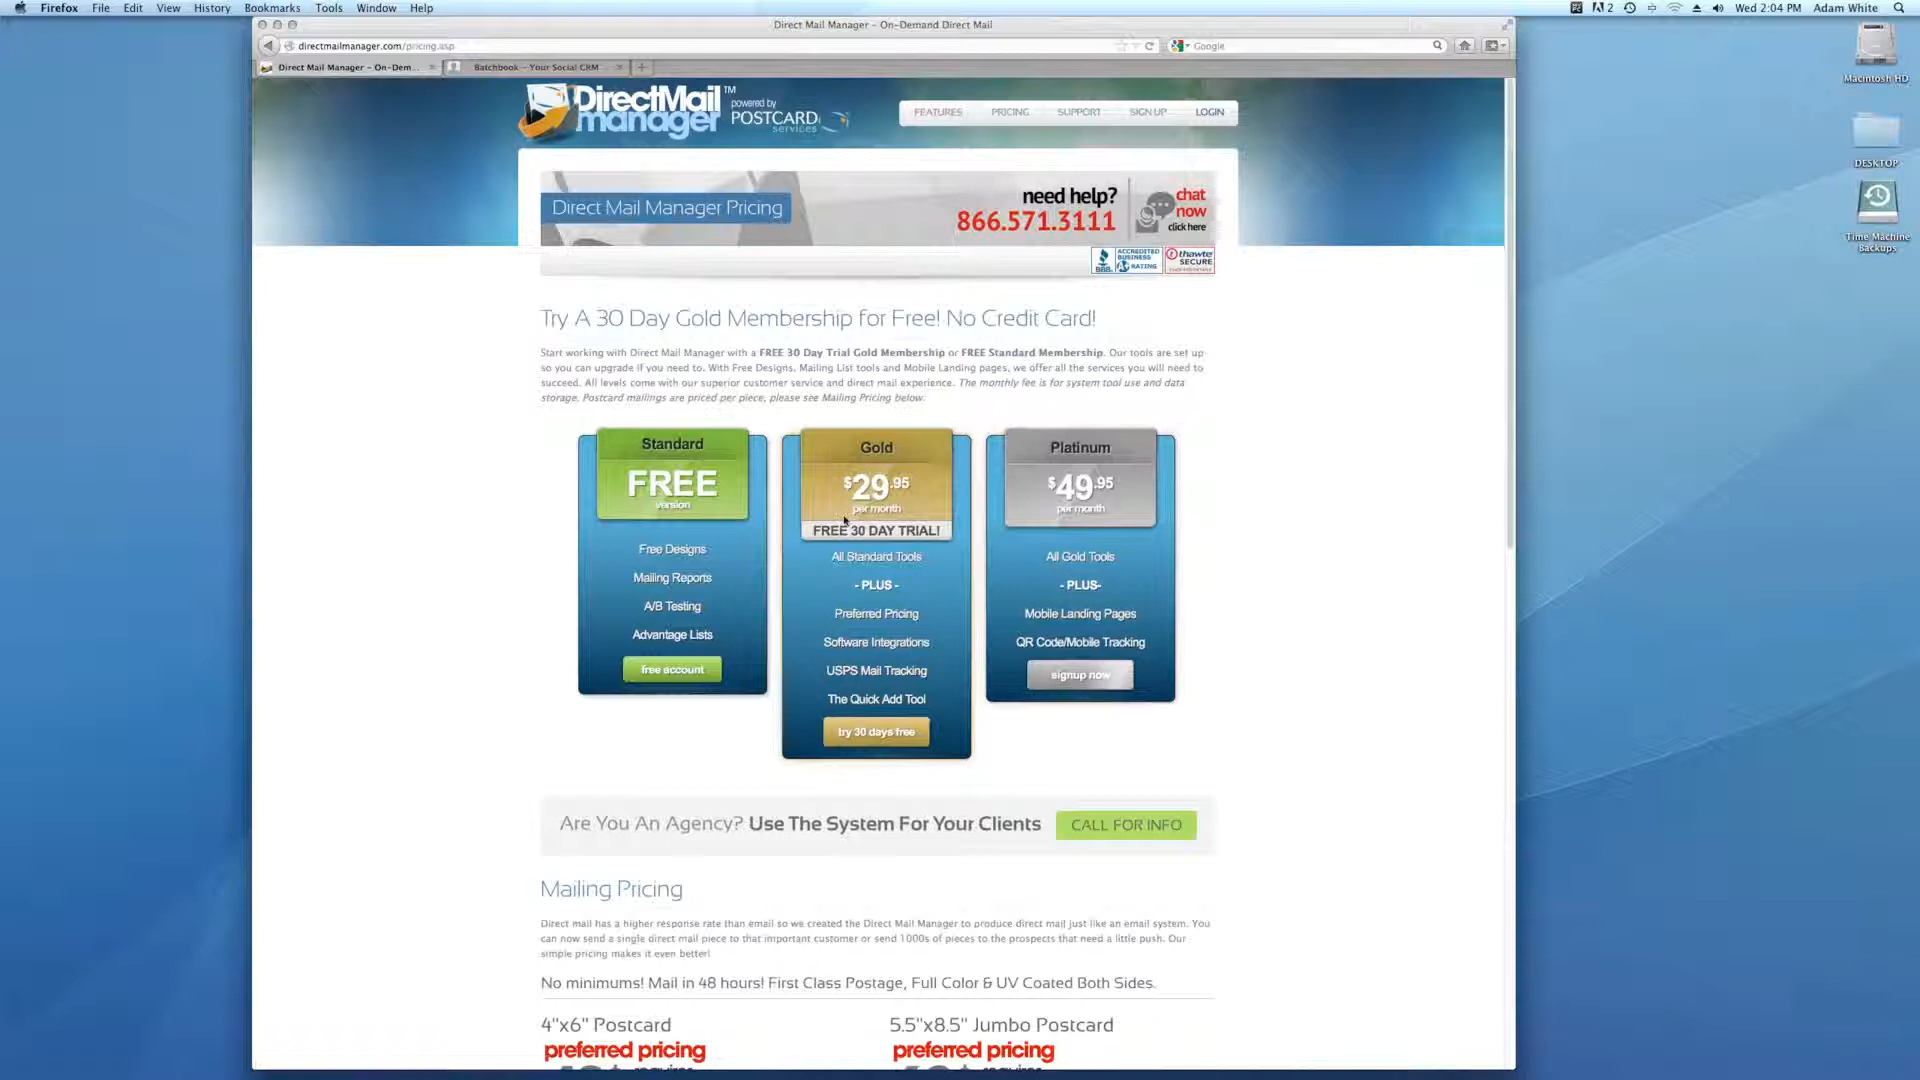 Firefox File Edit View History Bookmarks Tools Window Help
2 Wed 2:04 PM Adam White
Direct Mail Manager - On-Demand Direct Mail
directmailmanager.com/pricing.asp
Google
Direct Mail Manager - On-Dem...
Batchbook - Your Social CRM
Macintosh HD
DESKTOP
Time Machine
Backups
DirectMail™
manager
powered by
POSTCARD
services
FEATURES PRICING SUPPORT SIGN UP LOGIN
Direct Mail Manager Pricing
need help?
866.571.3111
chat
now
click here
BBB
ACCREDITED
BUSINESS
A+ RATING
thawte
SECURE
Try A 30 Day Gold Membership for Free! No Credit Card!
Start working with Direct Mail Manager with a FREE 30 Day Trial Gold Membership or FREE Standard Membership. Our tools are set up
so you can upgrade if you need to. With Free Designs, Mailing List tools and Mobile Landing pages, we offer all the services you will need to
succeed. All levels come with our superior customer service and direct mail experience. The monthly fee is for system tool use and data
storage. Postcard mailings are priced per piece, please see Mailing Pricing below.
Standard
FREE
version
Free Designs
Mailing Reports
A/B Testing
Advantage Lists
free account
Gold
$29.95
per month
FREE 30 DAY TRIAL!
All Standard Tools
- PLUS -
Preferred Pricing
Software Integrations
USPS Mail Tracking
The Quick Add Tool
try 30 days free
Platinum
$49.95
per month
All Gold Tools
- PLUS-
Mobile Landing Pages
QR Code/Mobile Tracking
signup now
Are You An Agency? Use The System For Your Clients
CALL FOR INFO
Mailing Pricing
Direct mail has a higher response rate than email so we created the Direct Mail Manager to produce direct mail just like an email system. You
can now send a single direct mail piece to that important customer or send 1000s of pieces to the prospects that need a little push. Our
simple pricing makes it even better!
No minimums! Mail in 48 hours! First Class Postage, Full Color & UV Coated Both Sides.
4"x6" Postcard
preferred pricing
5.5"x8.5" Jumbo Postcard
preferred pricing